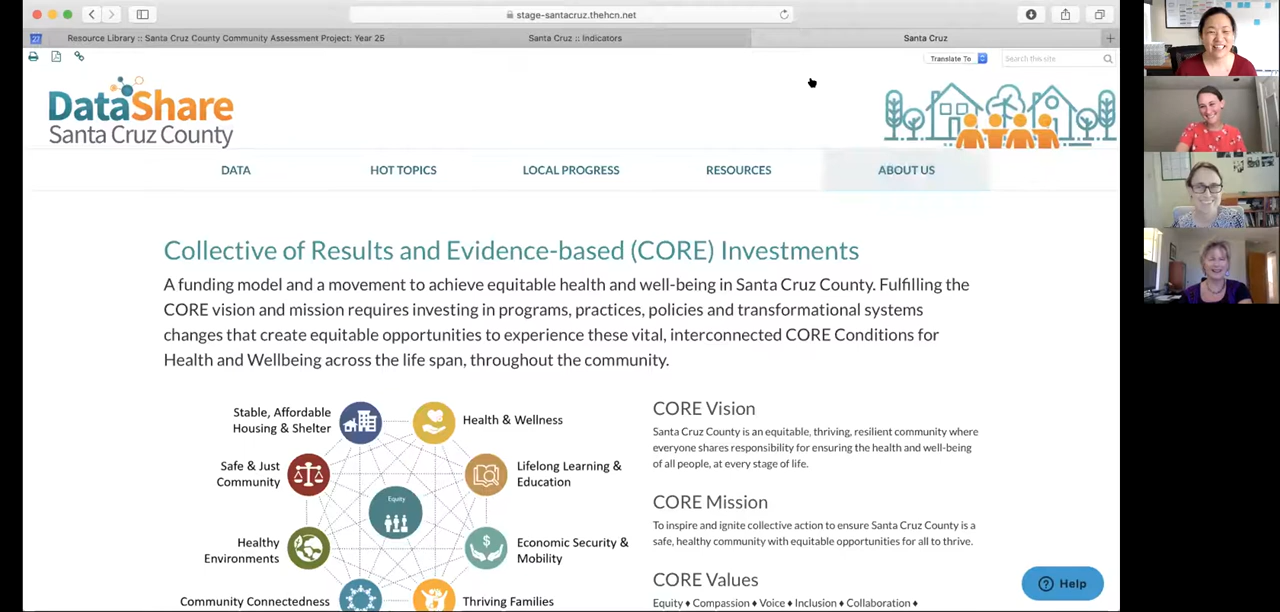 stage-santacruz.thehcn.net
27
Resource Library :: Santa Cruz County Community Assessment Project: Year 25
Santa Cruz :: Indicators
Santa Cruz
Translate To
Search this site
DataShare
Santa Cruz County
DATA
HOT TOPICS
LOCAL PROGRESS
RESOURCES
ABOUT US
Collective of Results and Evidence-based (CORE) Investments
A funding model and a movement to achieve equitable health and well-being in Santa Cruz County. Fulfilling the
CORE vision and mission requires investing in programs, practices, policies and transformational systems
changes that create equitable opportunities to experience these vital, interconnected CORE Conditions for
Health and Wellbeing across the life span, throughout the community.
Stable, Affordable
Housing & Shelter
Health & Wellness
Safe & Just
Community
Lifelong Learning &
Education
Equity
Healthy
Environments
$
Economic Security &
Mobility
Community Connectedness
Thriving Families
CORE Vision
Santa Cruz County is an equitable, thriving, resilient community where
everyone shares responsibility for ensuring the health and well-being
of all people, at every stage of life.
CORE Mission
To inspire and ignite collective action to ensure Santa Cruz County is a
safe, healthy community with equitable opportunities for all to thrive.
CORE Values
Equity ♦ Compassion ♦ Voice ♦ Inclusion ♦ Collaboration ♦
? Help